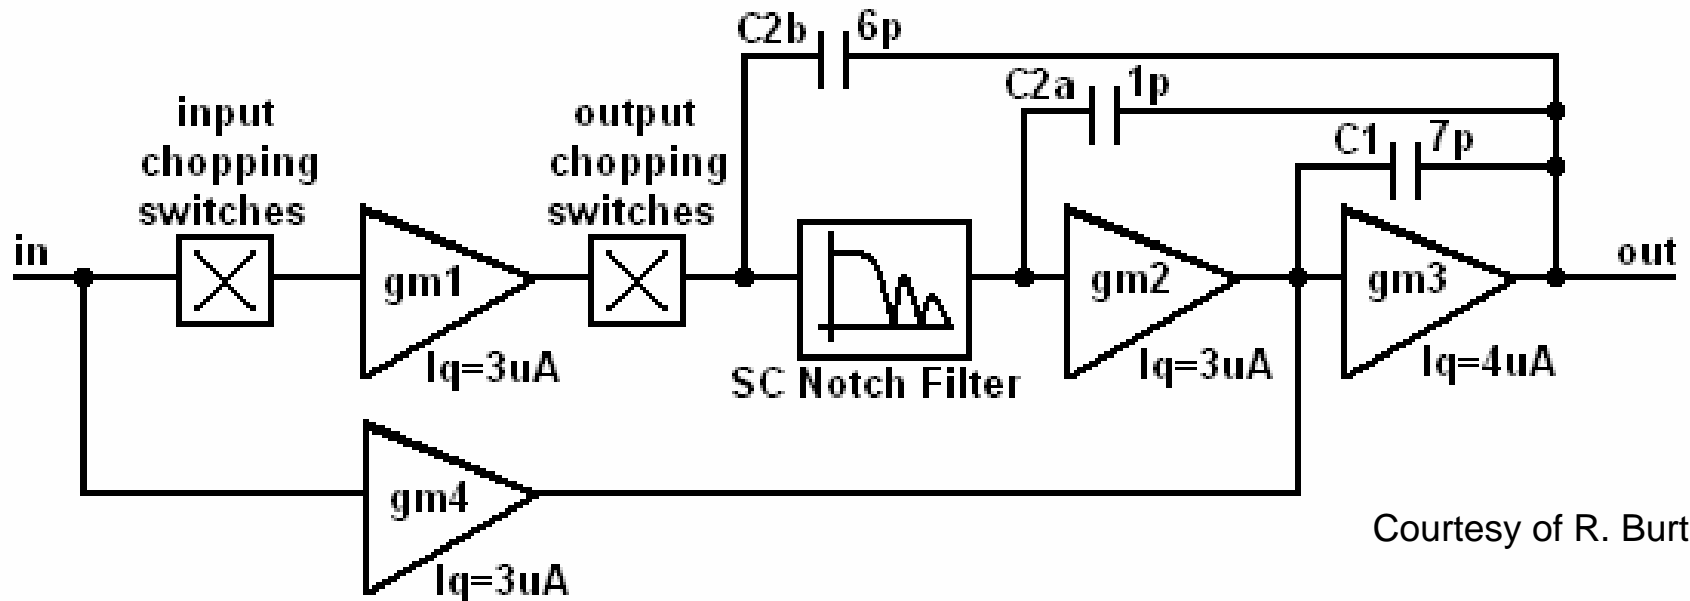 C2b 6p
C2a 1p
C1 7p
input
chopping
switches
output
chopping
switches
in
gm1
Iq=3uA
SC Notch Filter
gm2
Iq=3uA
gm3
Iq=4uA
out
gm4
Iq=3uA
Courtesy of R. Burt